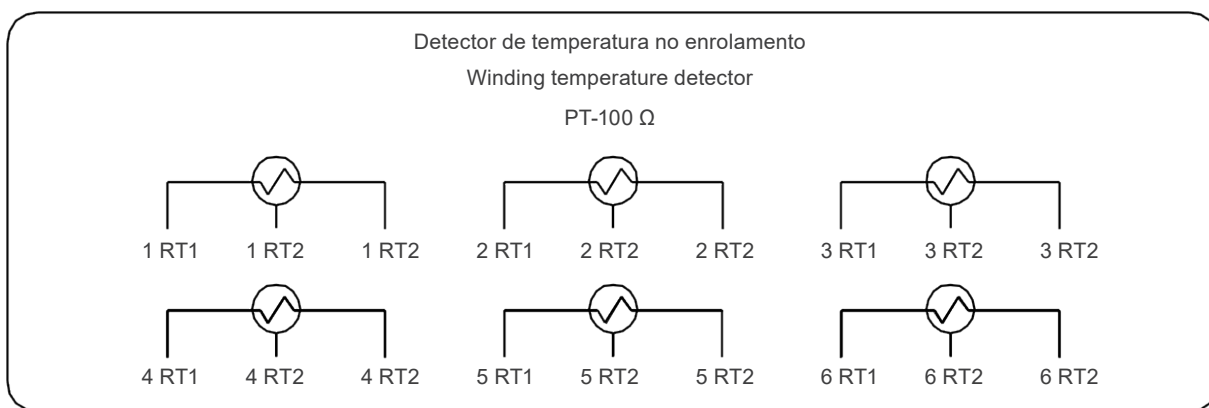 Detector de temperatura no enrolamento
Winding temperature detector
PT-100 Ω
1 RT1 1 RT2 1 RT2 2 RT1 2 RT2 2 RT2 3 RT1 3 RT2 3 RT2
4 RT1 4 RT2 4 RT2 5 RT1 5 RT2 5 RT2 6 RT1 6 RT2 6 RT2